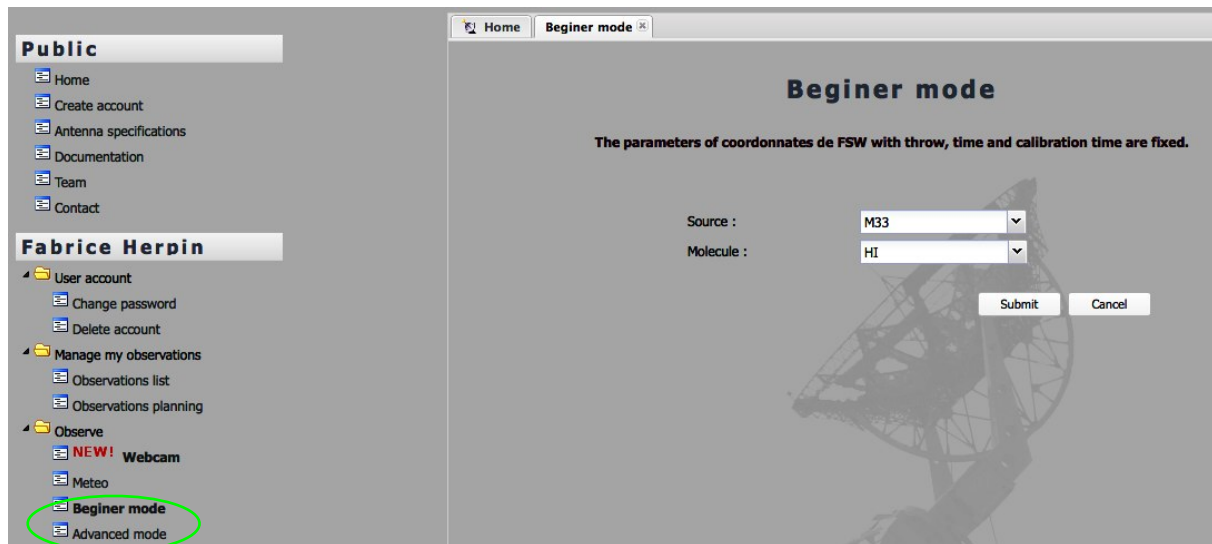 Public
Home
Create account
Antenna specifications
Documentation
Team
Contact
Fabrice Herpin
User account
Change password
Delete account
Manage my observations
Observations list
Observations planning
Observe
NEW! Webcam
Meteo
Beginer mode
Advanced mode
Home Beginer mode
Beginer mode
The parameters of coordonnates de FSW with throw, time and calibration time are fixed.
Source : M33
Molecule : HI
Submit Cancel